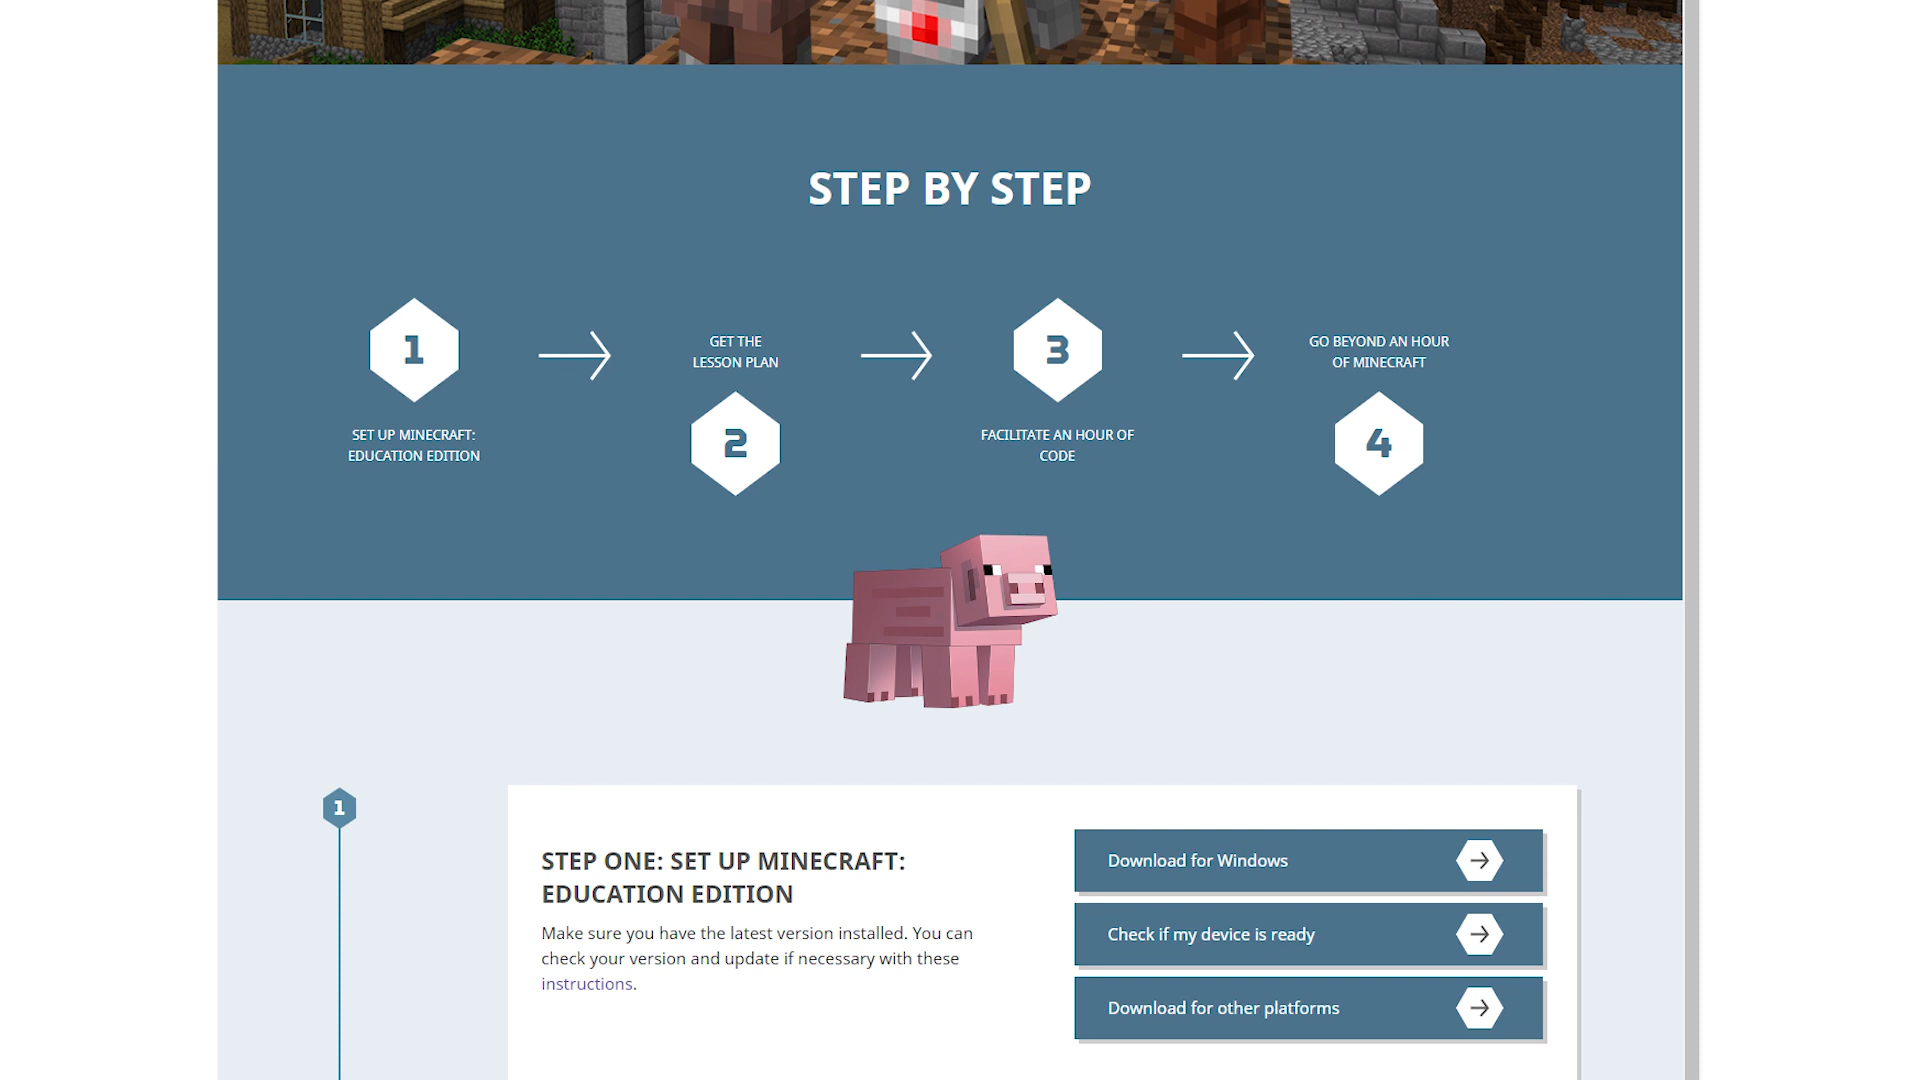 STEP BY STEP
1
SET UP MINECRAFT:
EDUCATION EDITION
GET THE
LESSON PLAN
2
3
FACILITATE AN HOUR OF
CODE
GO BEYOND AN HOUR
OF MINECRAFT
4
1
STEP ONE: SET UP MINECRAFT:
EDUCATION EDITION
Make sure you have the latest version installed. You can
check your version and update if necessary with these
instructions.
Download for Windows
Check if my device is ready
Download for other platforms